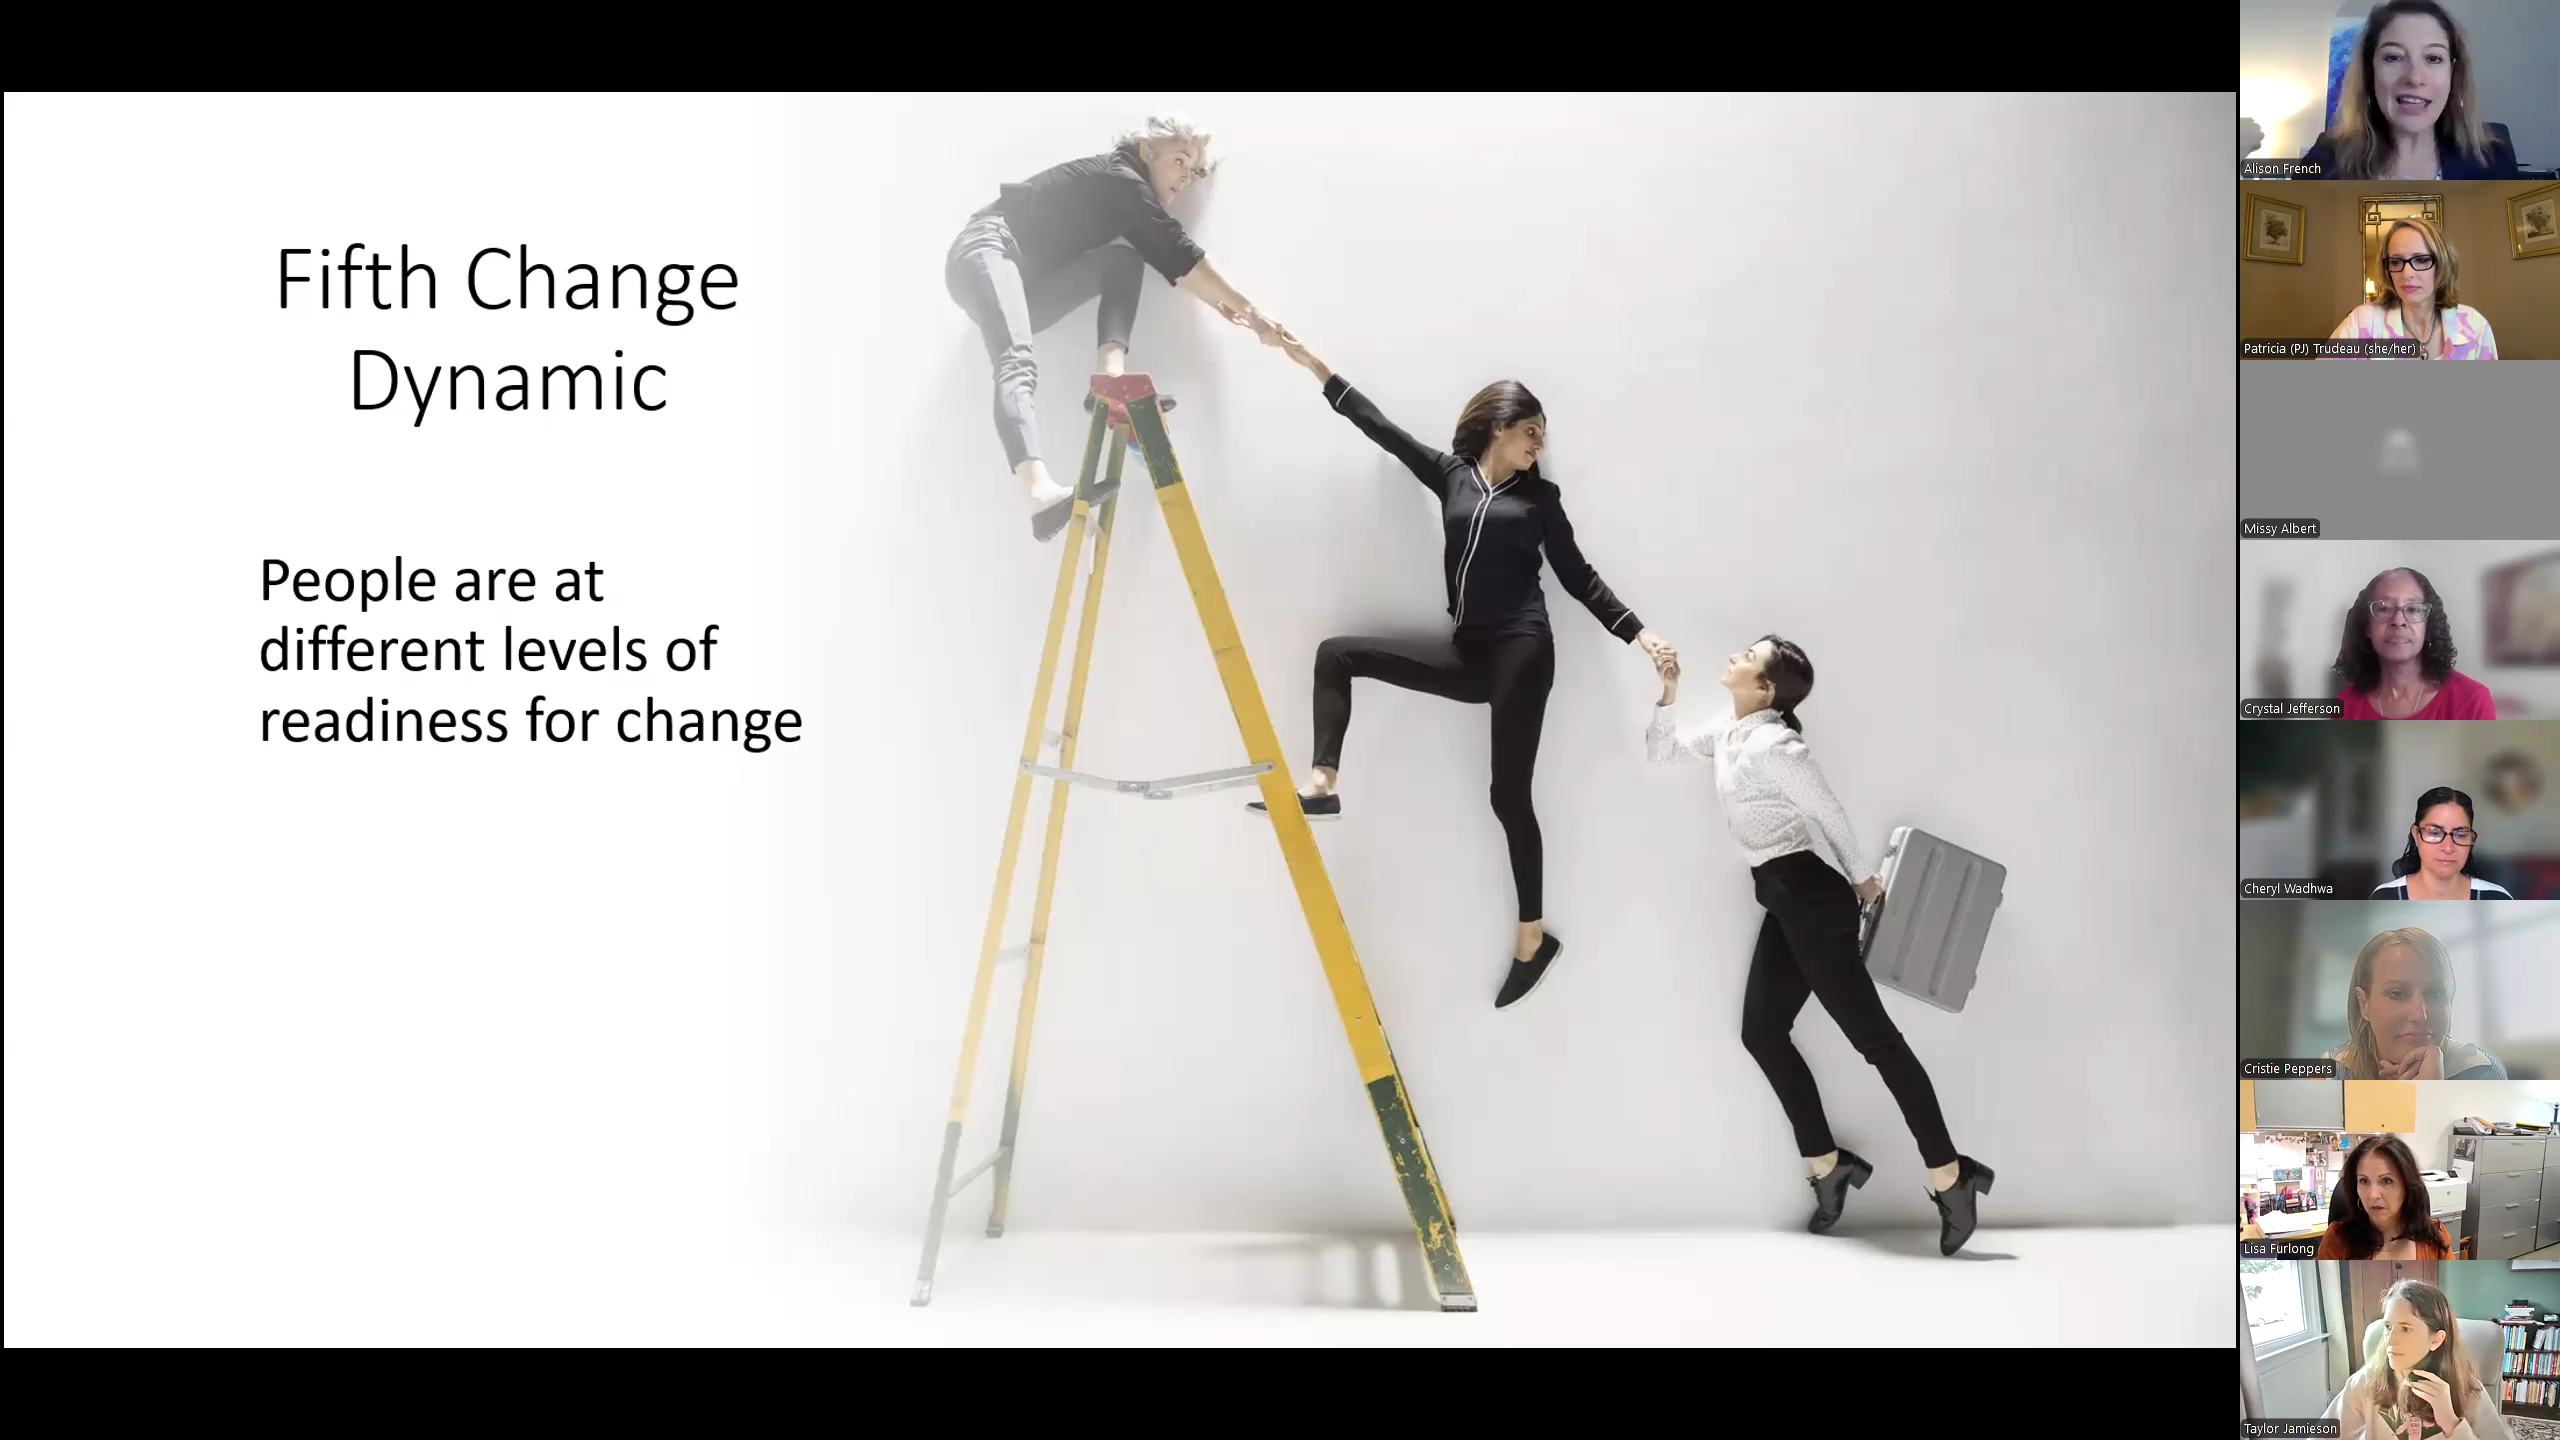 Fifth Change
Dynamic
People are at
different levels of
readiness for change
Alison French
Patricia (PJ) Trudeau (she/her)
Missy Albert
Crystal Jefferson
Cheryl Wadhwa
Cristie Peppers
Lisa Furlong
Taylor Jamieson